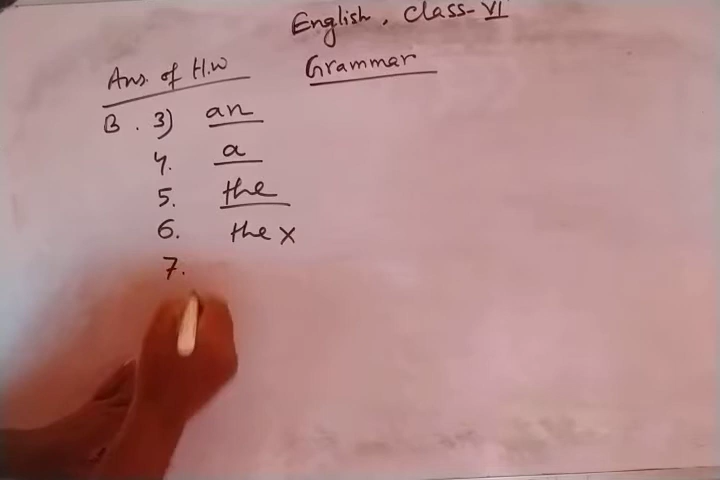 English, Class-VI
Ans. of H.W
Grammar
B. 3) an
4. a
5. the
6. the x
7.